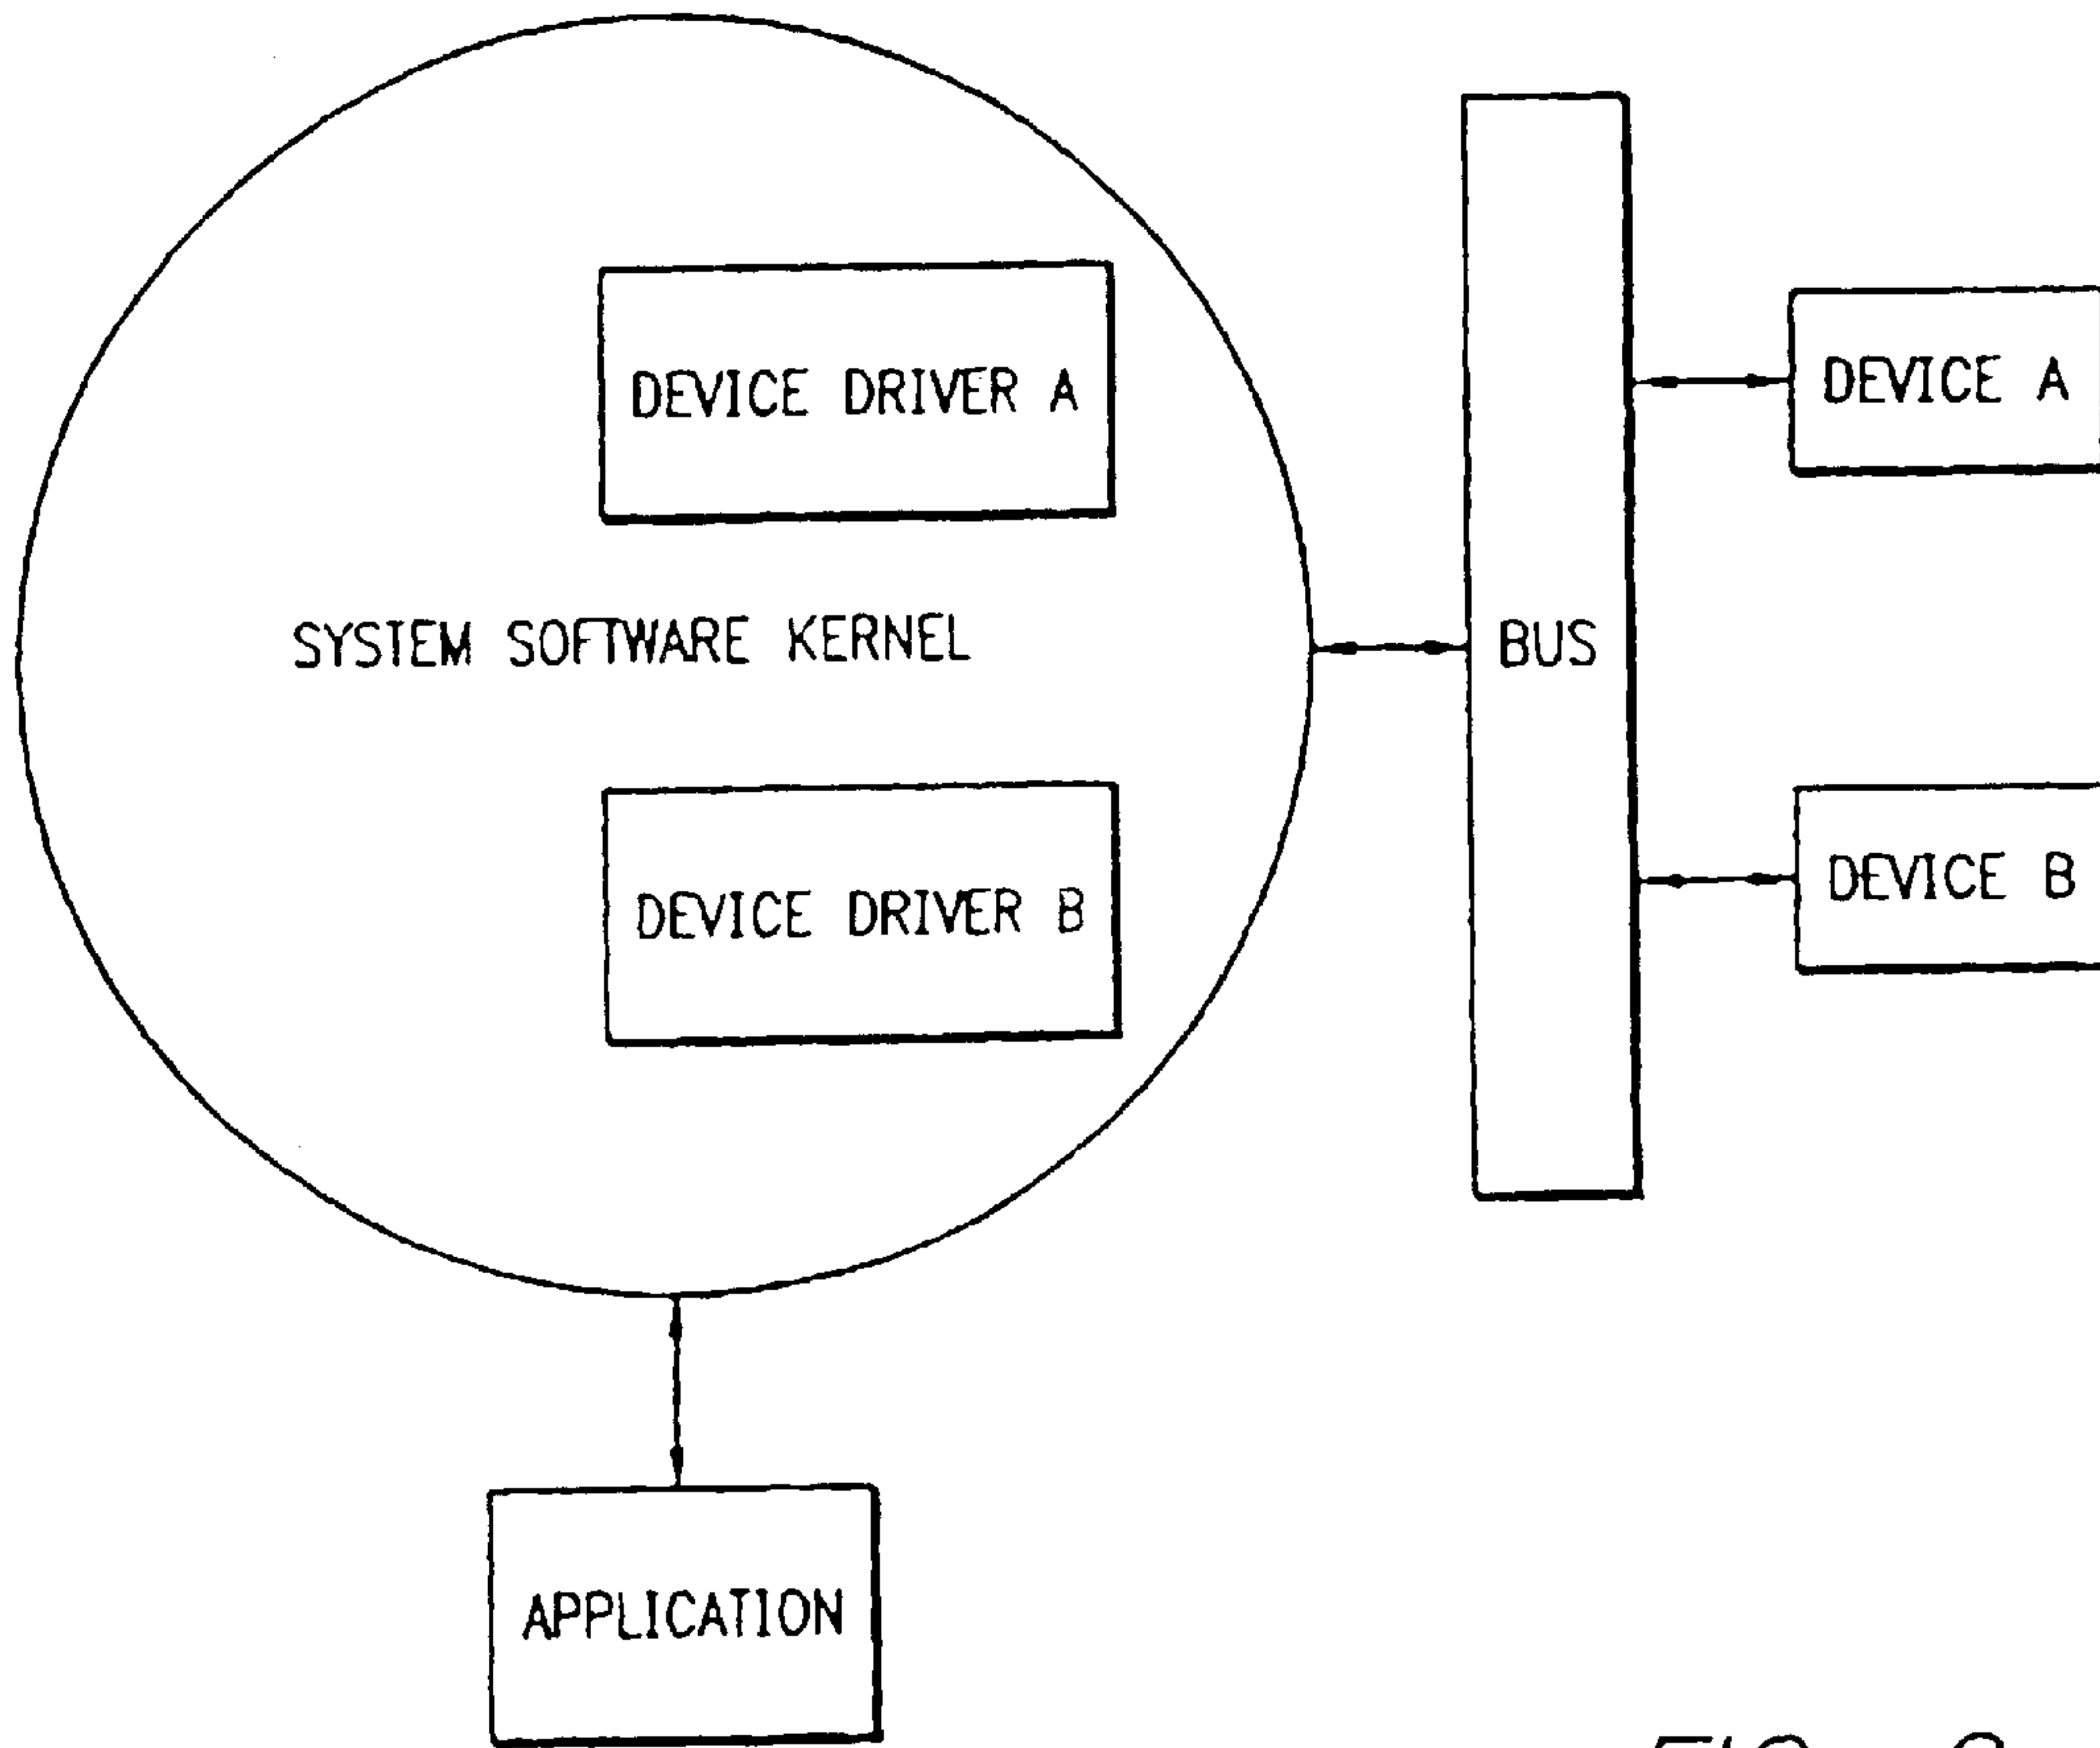 DEVICE DRIVER A
DEVICE A
SYSTEM SOFTWARE KERNEL
BUS
DEVICE DRIVER B
DEVICE B
APPLICATION